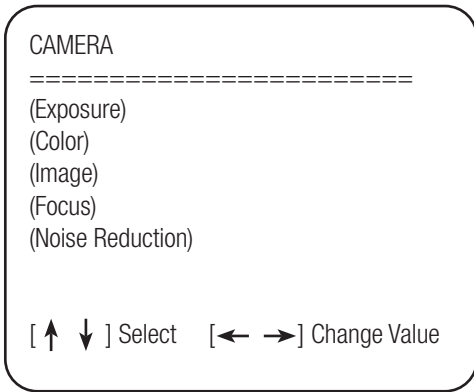 CAMERA
========================
(Exposure)
(Color)
(Image)
(Focus)
(Noise Reduction)
[ ↑ ↓ ] Select [← →] Change Value